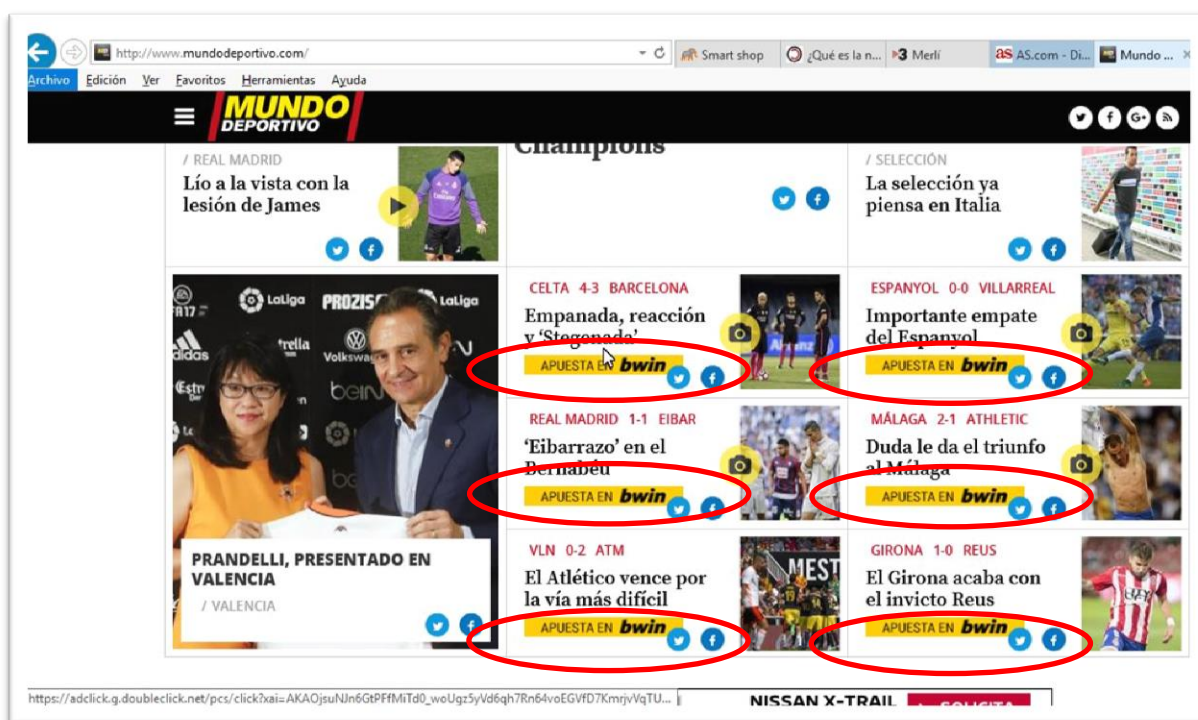 http://www.mundodeportivo.com/
Smart shop
¿Qué es la n...
Merlí
as AS.com - Di...
Mundo ...
Archivo Edición Ver Favoritos Herramientas Ayuda
MUNDO
DEPORTIVO
/ REAL MADRID
Lío a la vista con la
lesión de James
Champions
/ SELECCIÓN
La selección ya
piensa en Italia
LaLiga
PROZIS
LaLiga
adidas
Volkswa
beIN
PRANDELLI, PRESENTADO EN
VALENCIA
/ VALENCIA
CELTA 4-3 BARCELONA
Empanada, reacción
y ‘Stegonada’
APUESTA EN bwin
ESPANYOL 0-0 VILLARREAL
Importante empate
del Espanyol
APUESTA EN bwin
REAL MADRID 1-1 EIBAR
‘Eibarrazo’ en el
Bernabéu
APUESTA EN bwin
MÁLAGA 2-1 ATHLETIC
Duda le da el triunfo
al Málaga
APUESTA EN bwin
VLN 0-2 ATM
El Atlético vence por
la vía más difícil
APUESTA EN bwin
GIRONA 1-0 REUS
El Girona acaba con
el invicto Reus
APUESTA EN bwin
NISSAN X-TRAIL
SOLICITA